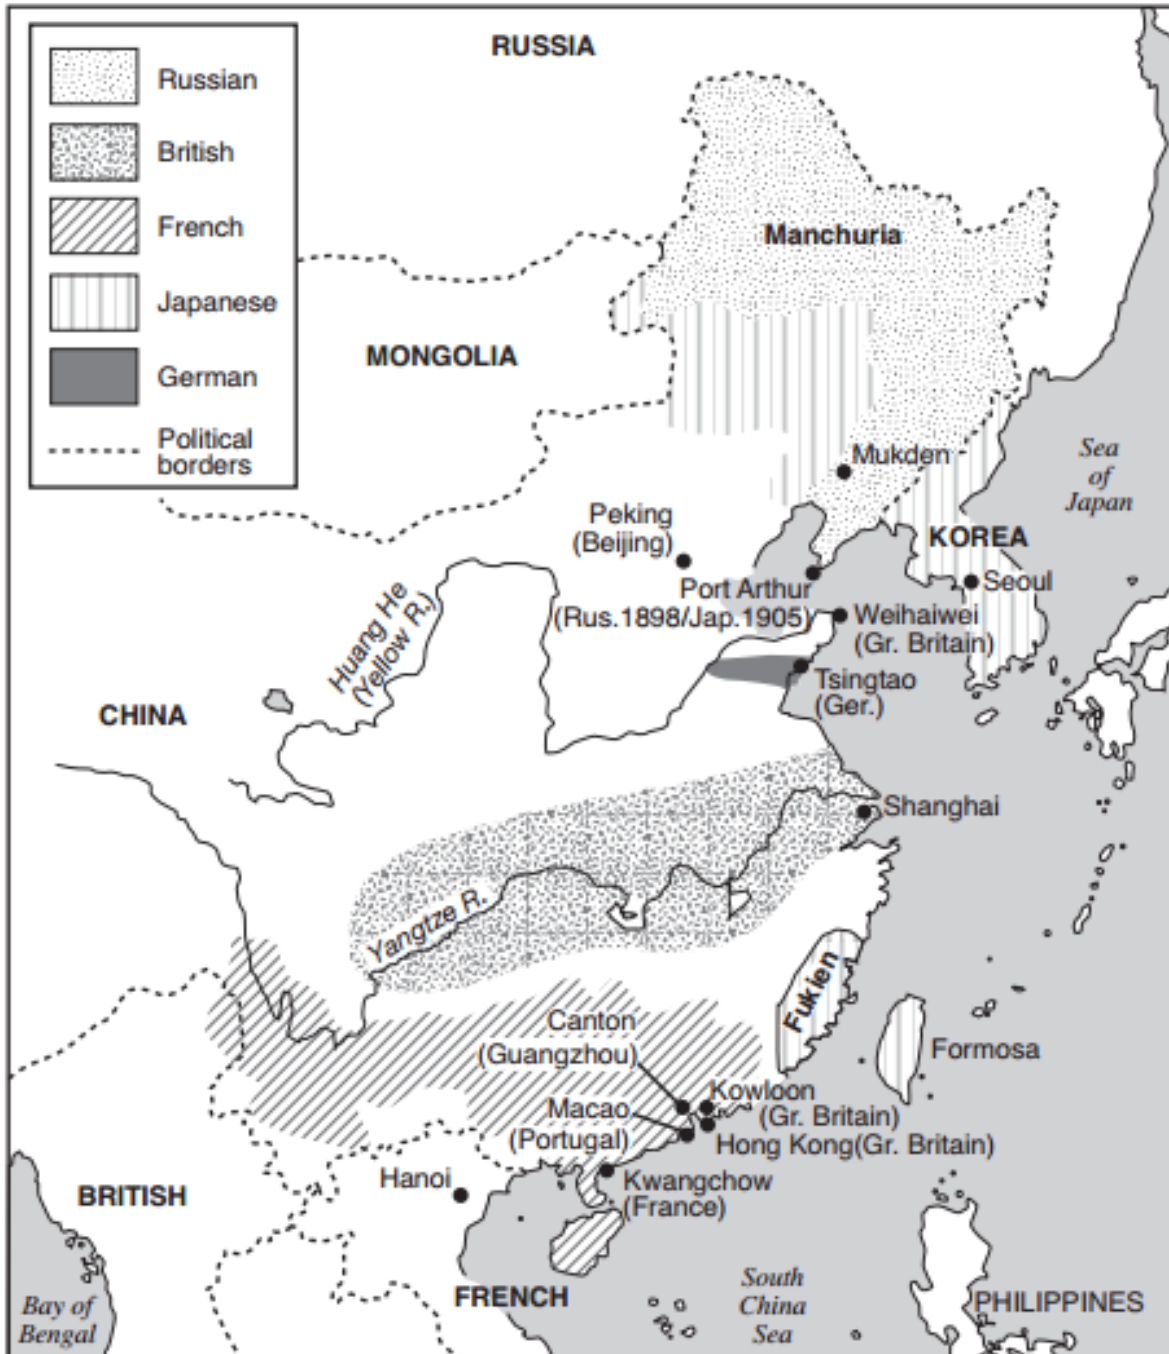 Russian
British
French
Japanese
German
Political
borders
RUSSIA
Manchuria
MONGOLIA
Mukden
Sea
of
Japan
Peking
(Beijing)
KOREA
Port Arthur
(Rus.1898/Jap.1905)
Seoul
Weihaiwei
(Gr. Britain)
Huang He
(Yellow R.)
Tsingtao
(Ger.)
CHINA
Shanghai
Yangtze R.
Fukien
Formosa
Canton
(Guangzhou)
Kowloon
(Gr. Britain)
Macao
(Portugal)
Hong Kong(Gr. Britain)
Hanoi
Kwangchow
(France)
BRITISH
FRENCH
Bay of
Bengal
South
China
Sea
PHILIPPINES